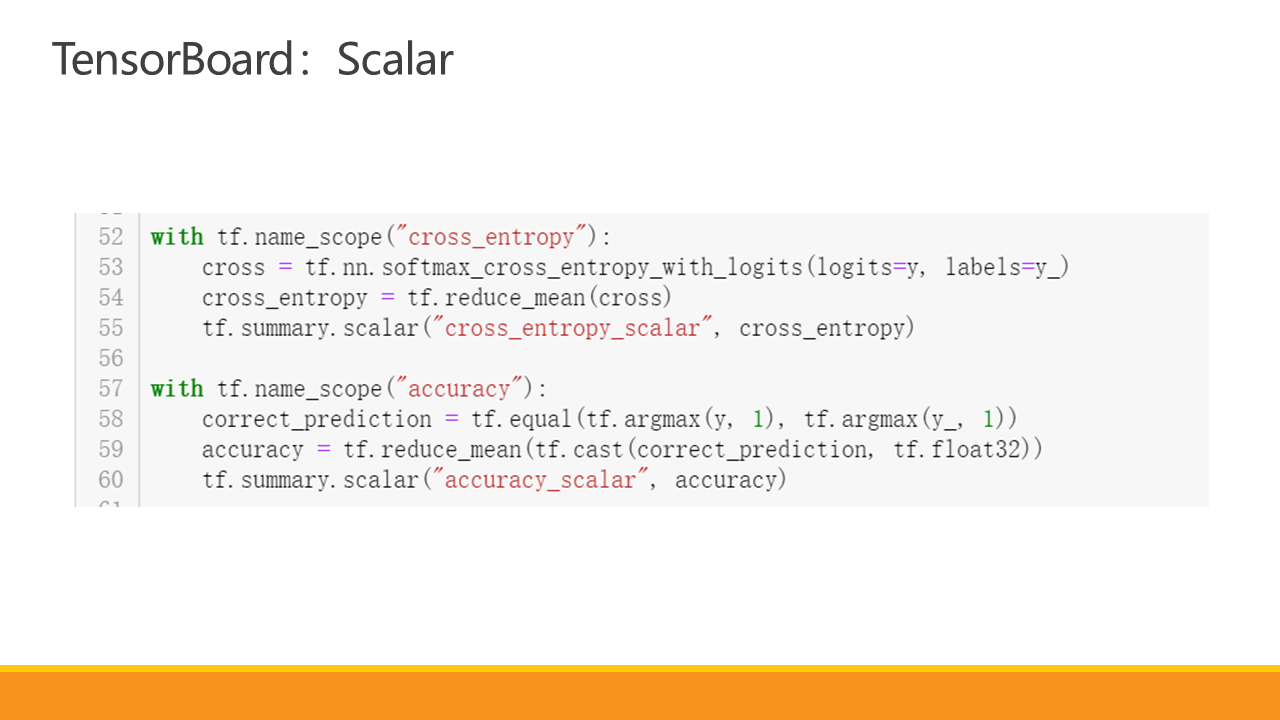 TensorBoard：Scalar
52 with tf.name_scope("cross_entropy"):
53     cross = tf.nn.softmax_cross_entropy_with_logits(logits=y, labels=y_)
54     cross_entropy = tf.reduce_mean(cross)
55     tf.summary.scalar("cross_entropy_scalar", cross_entropy)
56
57 with tf.name_scope("accuracy"):
58     correct_prediction = tf.equal(tf.argmax(y, 1), tf.argmax(y_, 1))
59     accuracy = tf.reduce_mean(tf.cast(correct_prediction, tf.float32))
60     tf.summary.scalar("accuracy_scalar", accuracy)